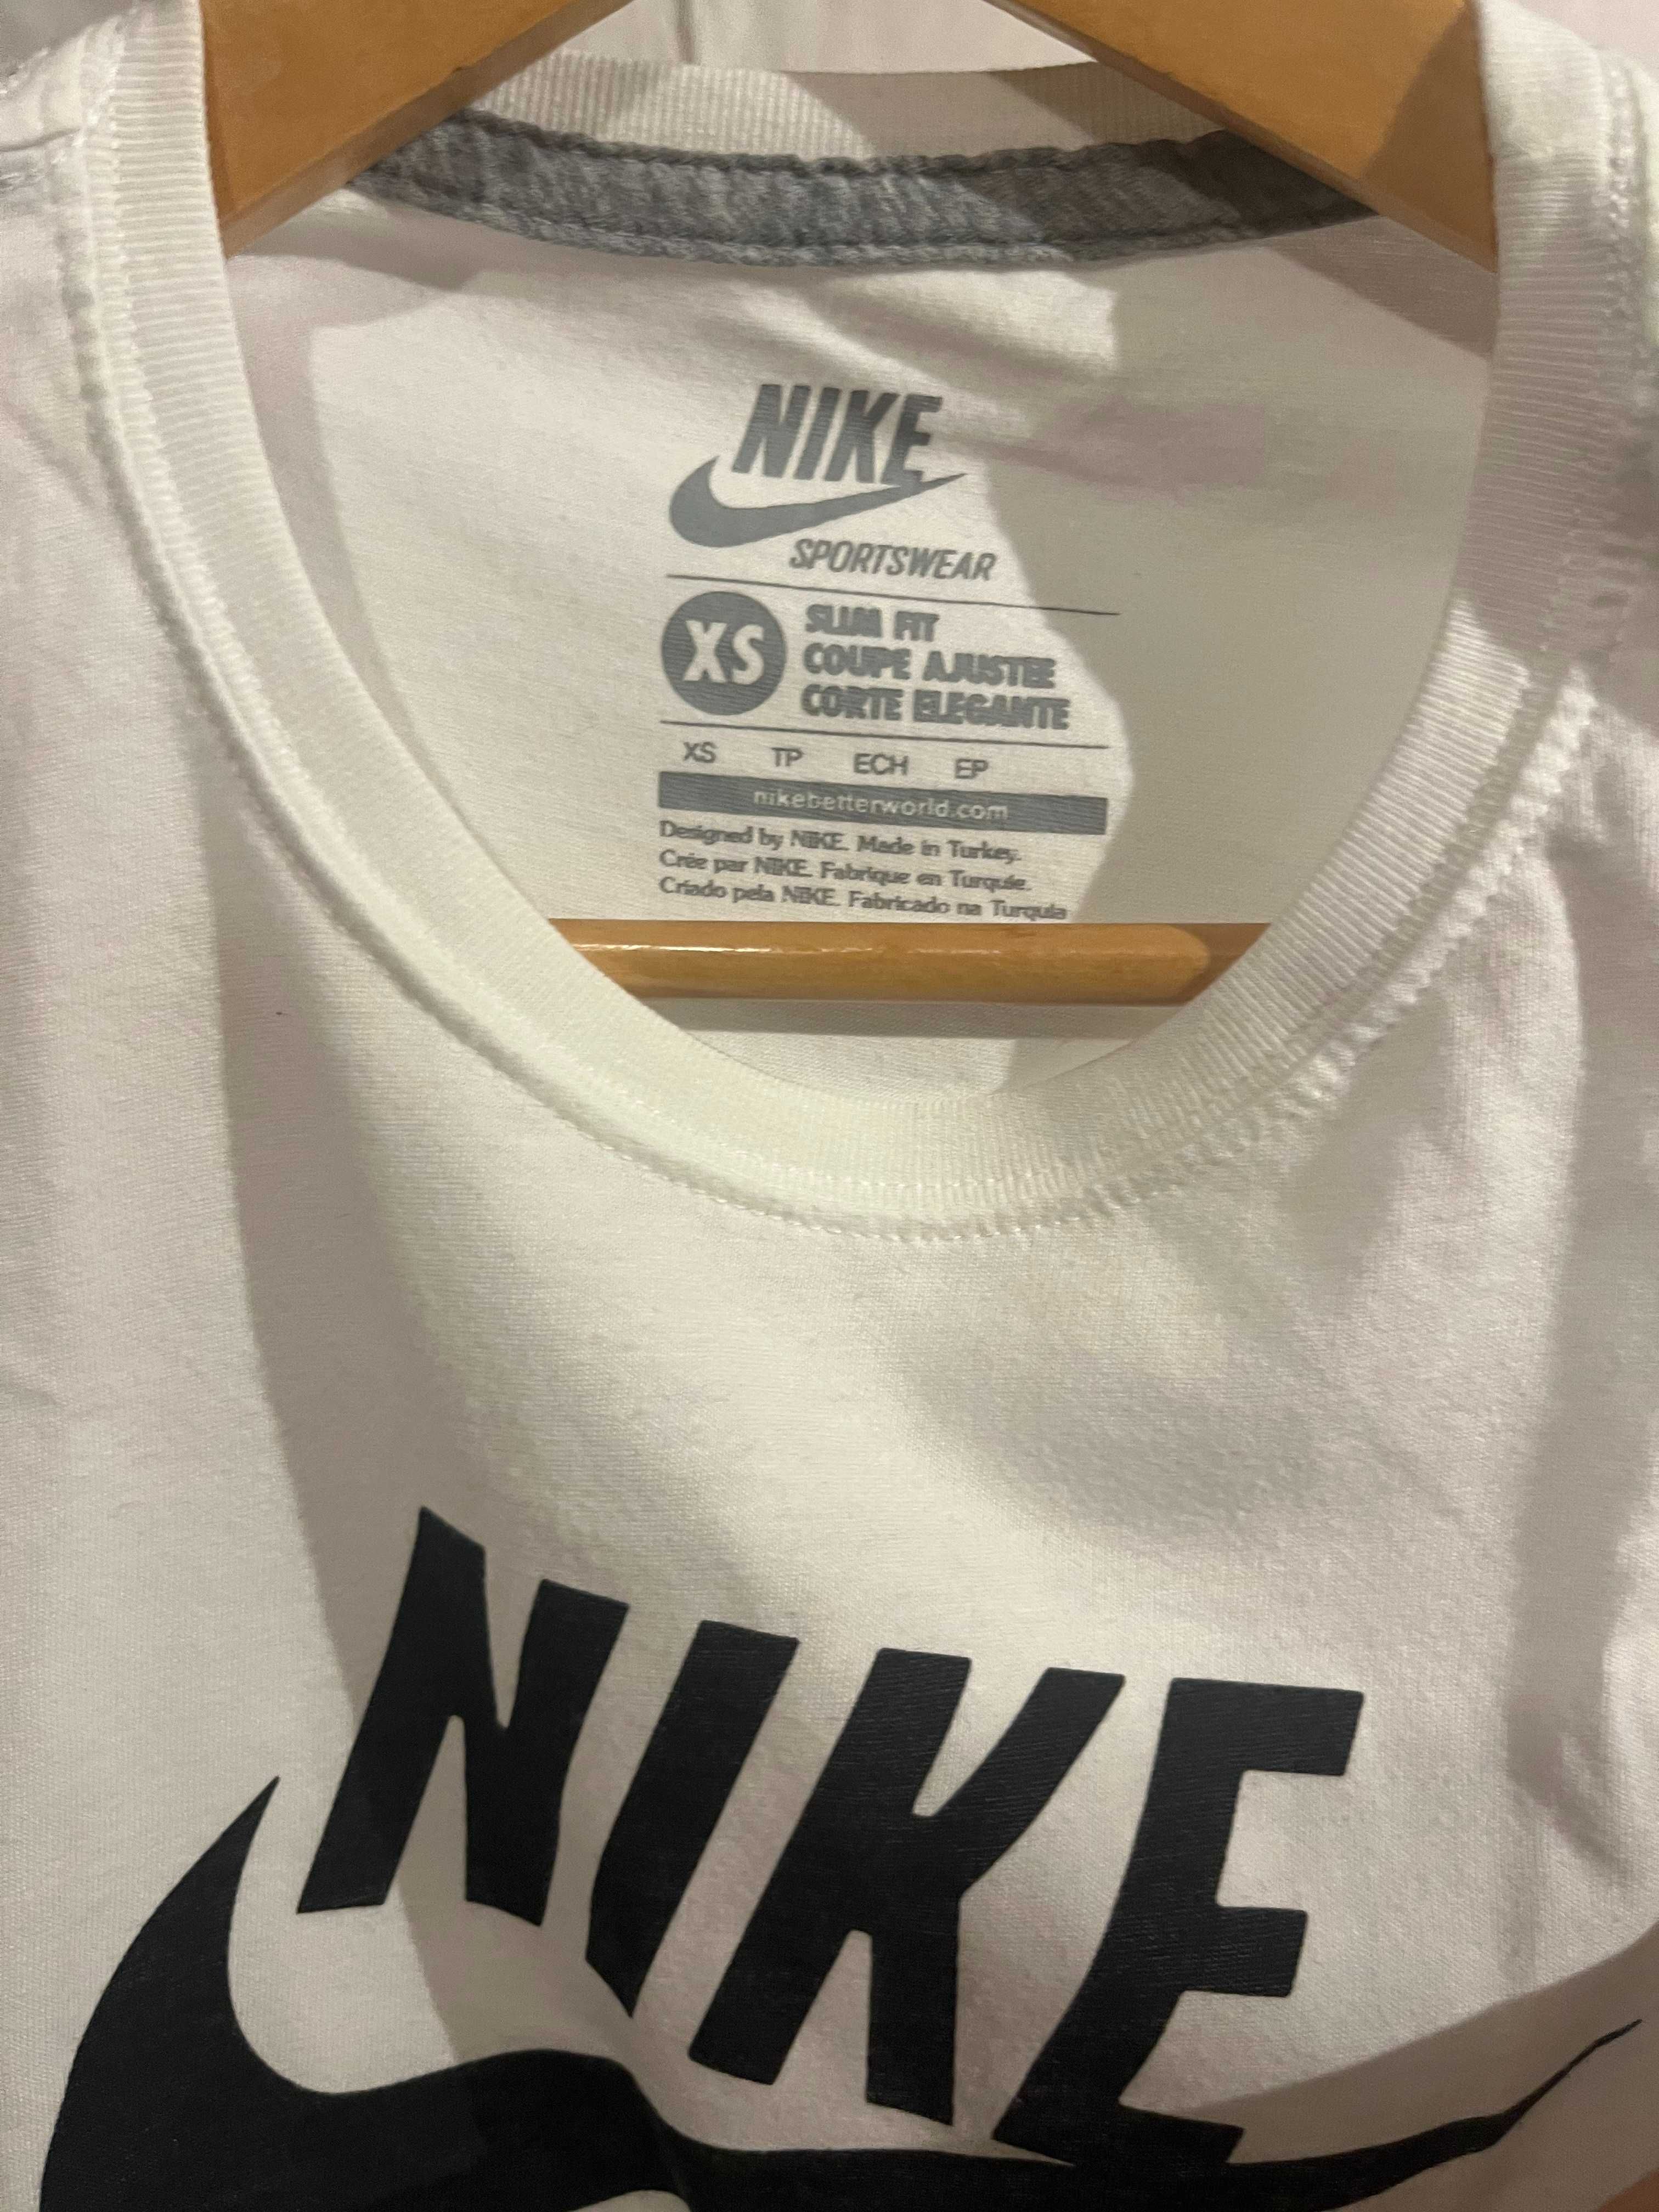 NIKE
SPORTSWEAR
XS
SLIM FIT
COUPE AJUSTEE
CORTE ELEGANTE
XS TP ECH EP
nikebetterworld.com
Designed by NIKE. Made in Turkey.
Crée par NIKE. Fabrique en Turquie.
Criado pela NIKE. Fabricado na Turquia
NIKE